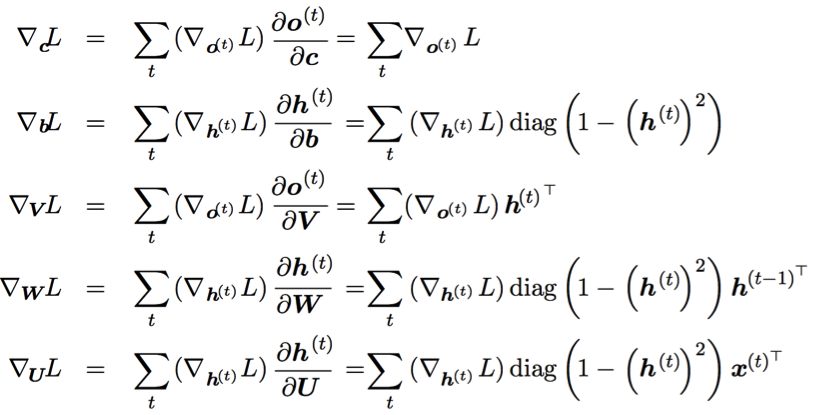 ∇_c L = ∑_t (∇_{o^{(t)}} L) ∂o^{(t)}/∂c = ∑_t ∇_{o^{(t)}} L
∇_b L = ∑_t (∇_{h^{(t)}} L) ∂h^{(t)}/∂b = ∑_t (∇_{h^{(t)}} L) diag(1 − (h^{(t)})^2)
∇_V L = ∑_t (∇_{o^{(t)}} L) ∂o^{(t)}/∂V = ∑_t (∇_{o^{(t)}} L) h^{(t)⊤}
∇_W L = ∑_t (∇_{h^{(t)}} L) ∂h^{(t)}/∂W = ∑_t (∇_{h^{(t)}} L) diag(1 − (h^{(t)})^2) h^{(t−1)⊤}
∇_U L = ∑_t (∇_{h^{(t)}} L) ∂h^{(t)}/∂U = ∑_t (∇_{h^{(t)}} L) diag(1 − (h^{(t)})^2) x^{(t)⊤}